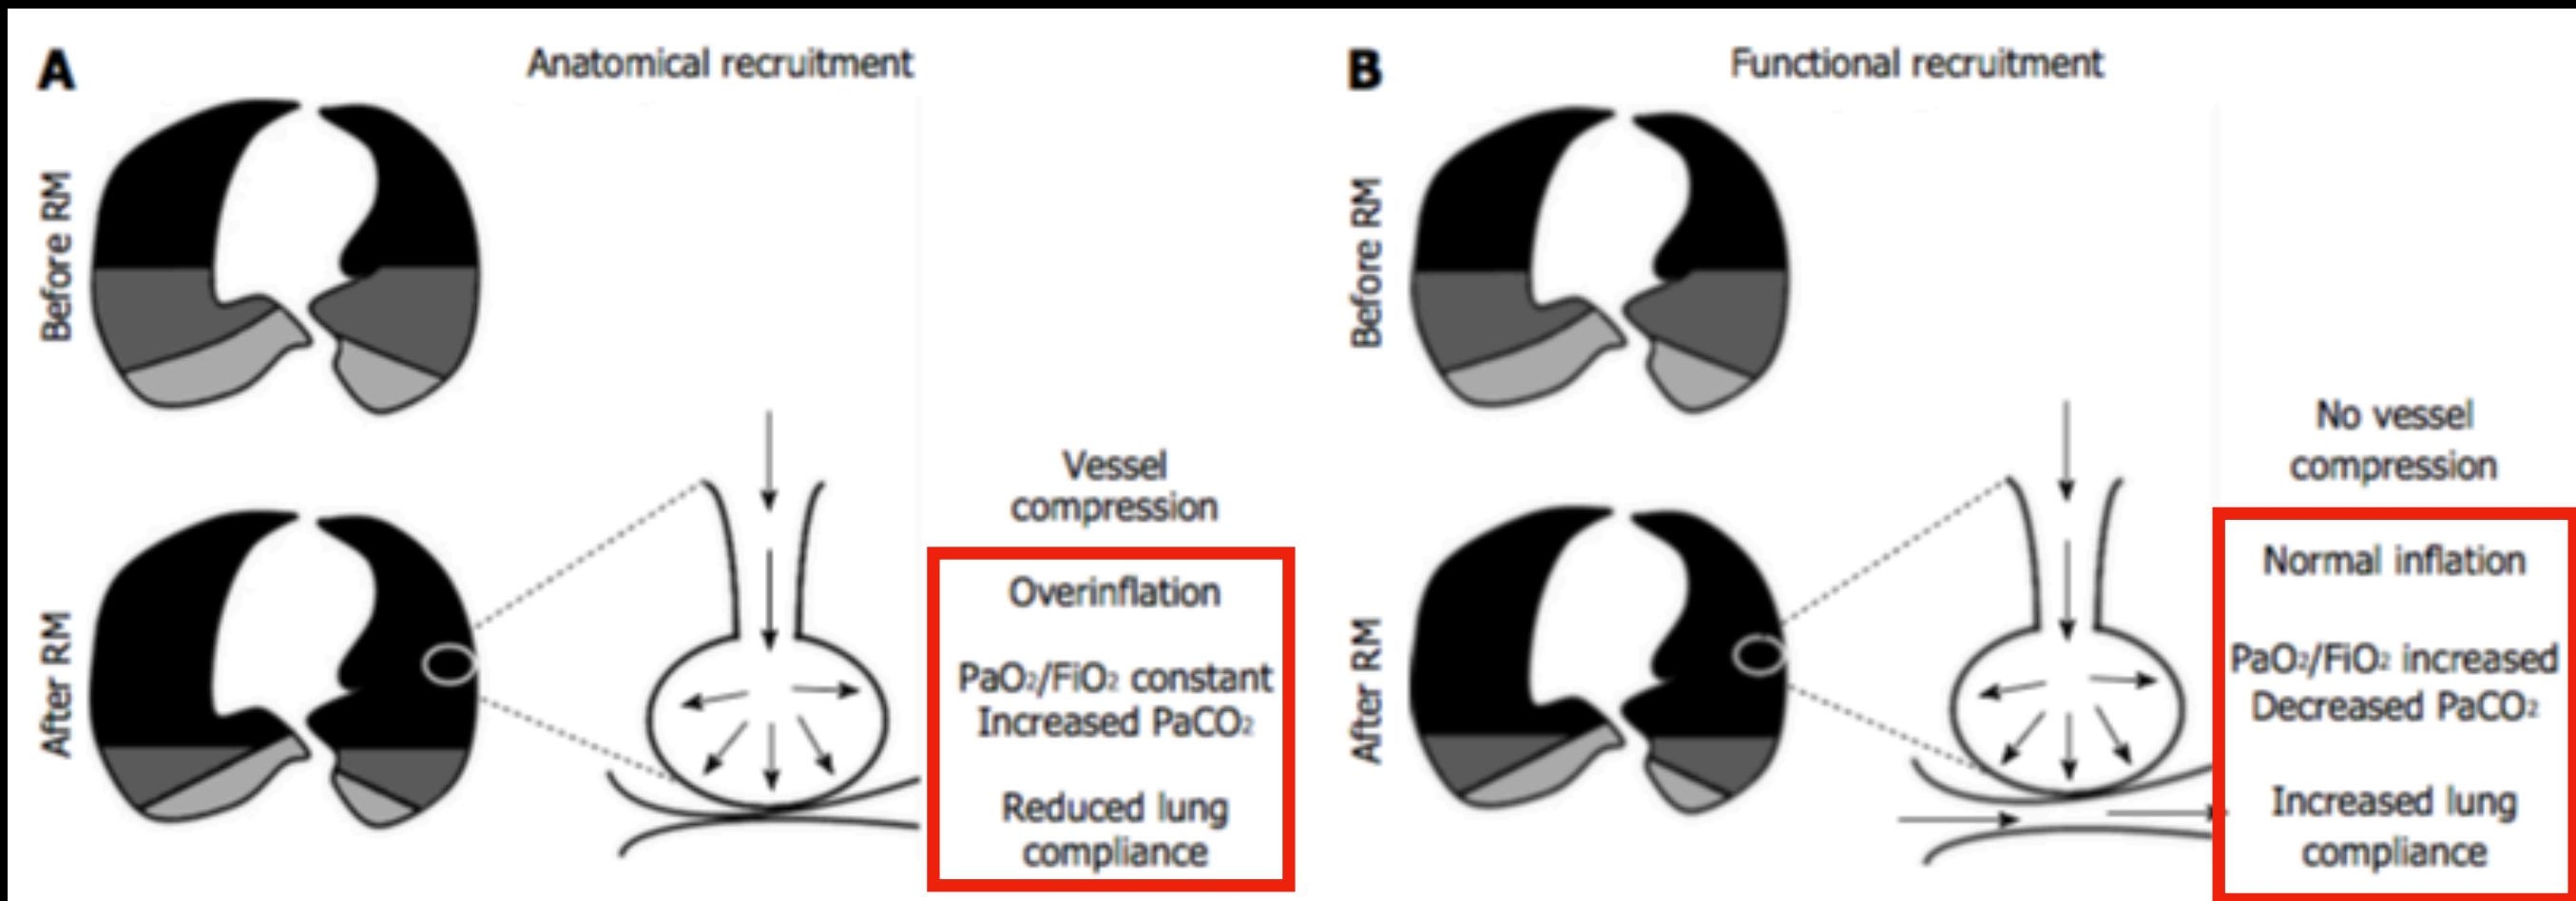 A
Anatomical recruitment
Before RM
After RM
Vessel
compression
Overinflation
PaO₂/FiO₂ constant
Increased PaCO₂
Reduced lung
compliance
B
Functional recruitment
Before RM
After RM
No vessel
compression
Normal inflation
PaO₂/FiO₂ increased
Decreased PaCO₂
Increased lung
compliance